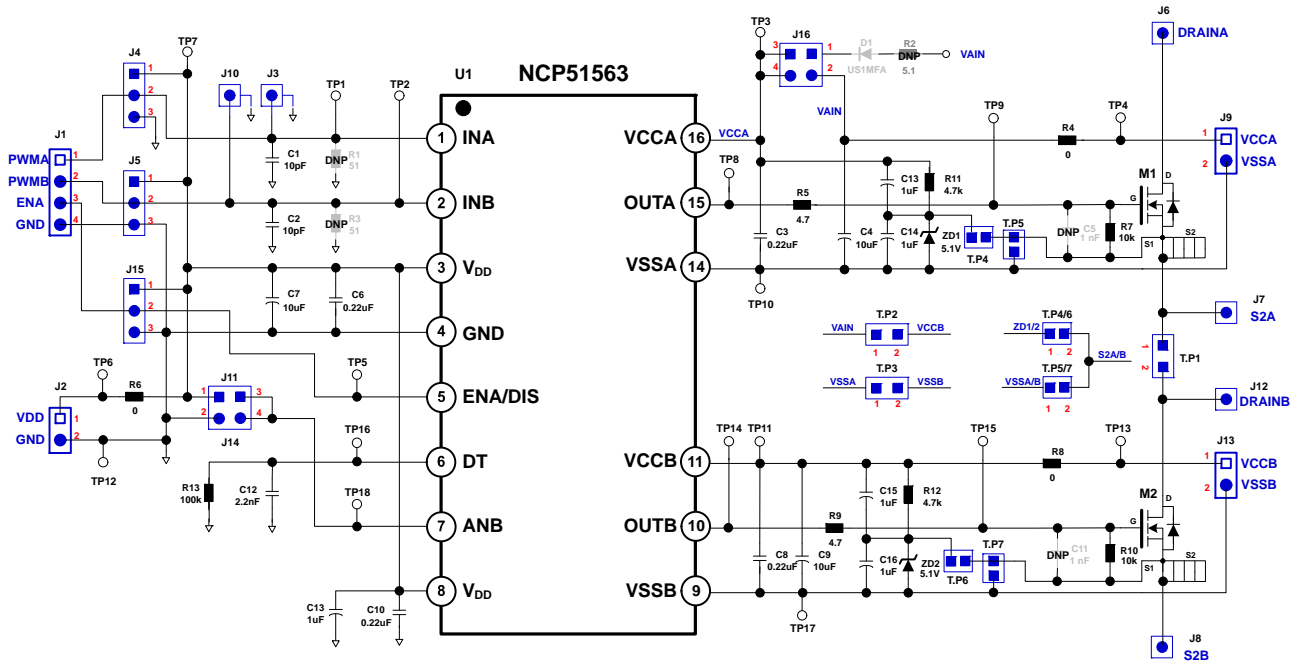 J6
DRAINA
TP3
J16
3
1
4
2
D1
US1MFA
R2
DNP
5.1
VAIN
VAIN
TP7
J4
1
2
3
J10
J3
TP1
TP2
U1
NCP51563
J1
PWMA
1
PWMB
2
ENA
3
GND
4
J5
1
2
3
C1
10pF
DNP
R1
51
C2
10pF
DNP
R3
51
1
INA
2
INB
3
VDD
4
GND
5
ENA/DIS
6
DT
7
ANB
8
VDD
VCCA
16
OUTA
15
VSSA
14
VCCB
11
OUTB
10
VSSB
9
VCCA
TP8
R5
4.7
C3
0.22uF
TP10
C4
10uF
C13
1uF
R11
4.7k
C14
1uF
ZD1
5.1V
TP9
R4
0
TP4
J9
1
VCCA
2
VSSA
T.P4
T.P5
DNP
C5
1 nF
R7
10k
M1
D
G
S1
S2
J15
1
2
3
C7
10uF
C6
0.22uF
VAIN
T.P2
VCCB
1
2
VSSA
T.P3
VSSB
1
2
ZD1/2
T.P4/6
1
2
S2A/B
VSSA/B
T.P5/7
1
2
1
2
T.P1
J7
S2A
J12
DRAINB
TP6
J2
VDD
1
GND
2
R6
0
TP12
J11
1
3
2
4
J14
TP5
TP16
TP18
R13
100k
C12
2.2nF
C13
1uF
C10
0.22uF
TP14
TP11
TP15
TP13
R8
0
J13
1
VCCB
2
VSSB
R9
4.7
C15
1uF
R12
4.7k
C8
0.22uF
C9
10uF
C16
1uF
ZD2
5.1V
TP17
T.P6
T.P7
DNP
C11
1 nF
R10
10k
M2
D
G
S1
S2
J8
S2B